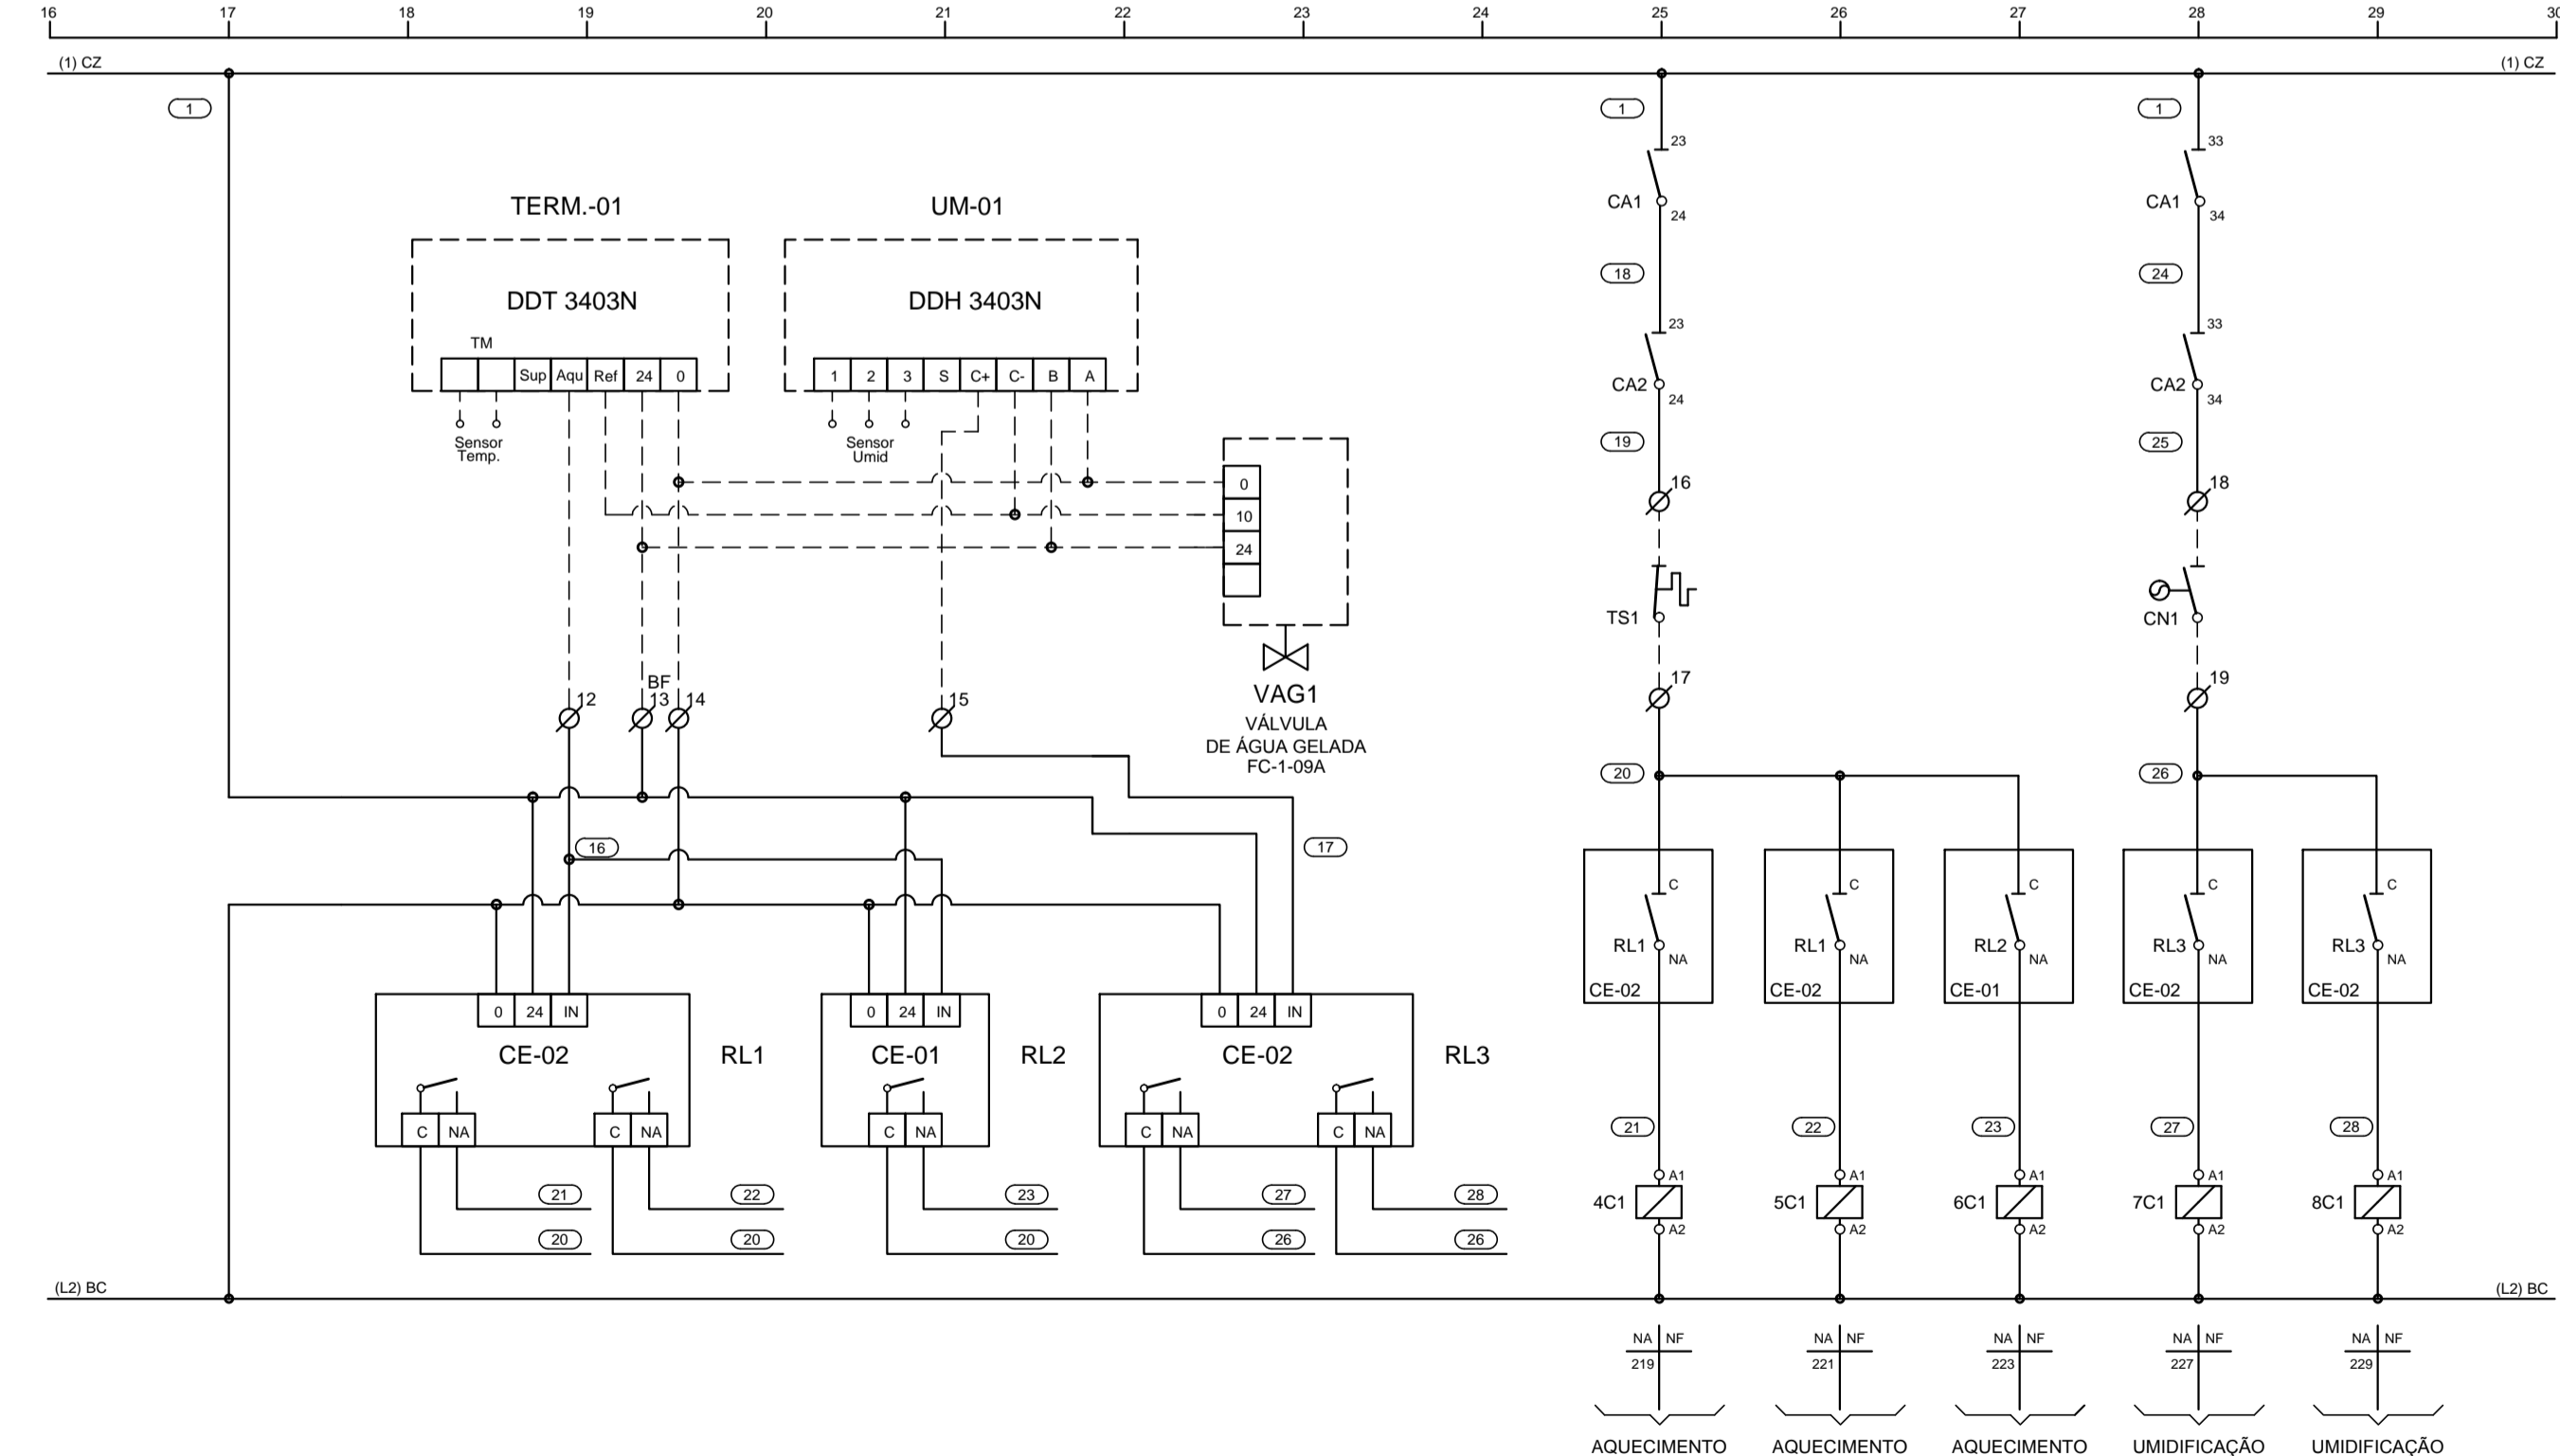 16 17 18 19 20 21 22 23 24 25 26 27 28 29 30
(1) CZ (1) CZ
1 1 1
23 33
TERM.-01 UM-01 CA1 CA1
24 34
18 24
DDT 3403N DDH 3403N
23 33
TM
Sup Aqu Ref 24 0 1 2 3 S C+ C- B A
CA2 CA2
24 34
Sensor
Temp.
Sensor
Umid
19 25
0
10
24
16 18
TS1 CN1
BF
12 13 14 15
17 19
VAG1
VÁLVULA
DE ÁGUA GELADA
FC-1-09A
20 26
16 17
C C C C C
RL1 RL1 RL2 RL3 RL3
NA NA NA NA NA
CE-02 CE-02 CE-01 CE-02 CE-02
0 24 IN 0 24 IN 0 24 IN
CE-02 RL1 CE-01 RL2 CE-02 RL3
C NA C NA C NA C NA C NA
21 22 23 27 28
21 22 23 27 28
20 20 20 26 26
A1 A1 A1 A1 A1
4C1 5C1 6C1 7C1 8C1
A2 A2 A2 A2 A2
(L2) BC (L2) BC
NA NF NA NF NA NF NA NF NA NF
219 221 223 227 229
AQUECIMENTO AQUECIMENTO AQUECIMENTO UMIDIFICAÇÃO UMIDIFICAÇÃO